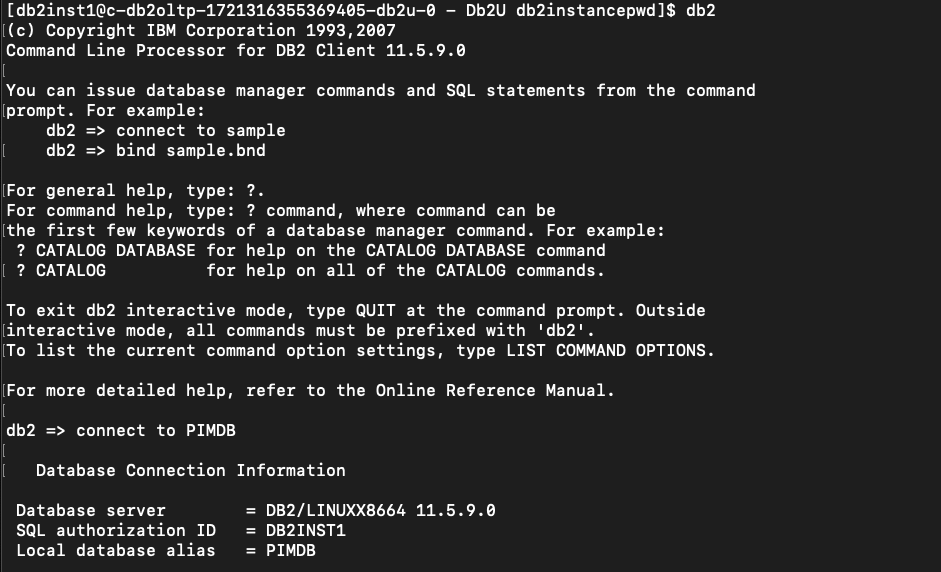 [db2inst1@c-db2oltp-1721316355369405-db2u-0 - Db2U db2instancepwd]$ db2
(c) Copyright IBM Corporation 1993,2007
Command Line Processor for DB2 Client 11.5.9.0
You can issue database manager commands and SQL statements from the command
prompt. For example:
db2 => connect to sample
db2 => bind sample.bnd
For general help, type: ?.
For command help, type: ? command, where command can be
the first few keywords of a database manager command. For example:
? CATALOG DATABASE for help on the CATALOG DATABASE command
? CATALOG          for help on all of the CATALOG commands.
To exit db2 interactive mode, type QUIT at the command prompt. Outside
interactive mode, all commands must be prefixed with 'db2'.
To list the current command option settings, type LIST COMMAND OPTIONS.
For more detailed help, refer to the Online Reference Manual.
db2 => connect to PIMDB
Database Connection Information
Database server        = DB2/LINUXX8664 11.5.9.0
SQL authorization ID   = DB2INST1
Local database alias   = PIMDB